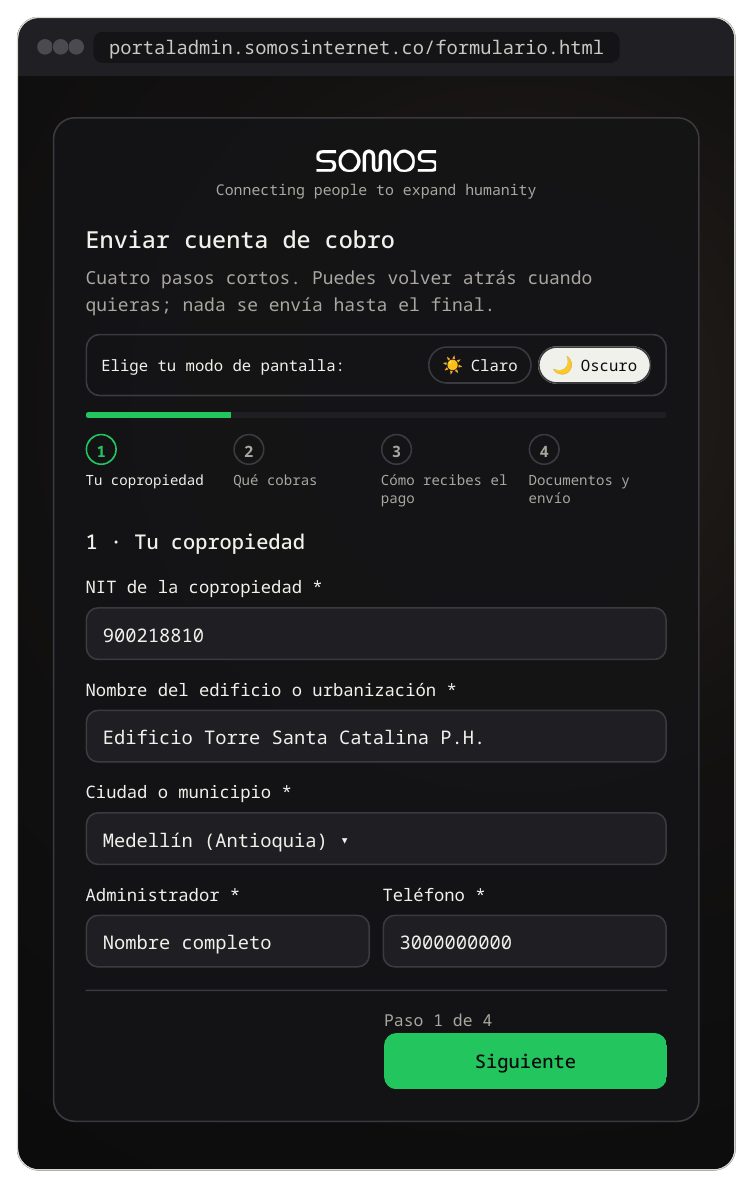 portaladmin.somosinternet.co/formulario.html
SOMOS
Connecting people to expand humanity
Enviar cuenta de cobro
Cuatro pasos cortos. Puedes volver atrás cuando
quieras; nada se envía hasta el final.
Elige tu modo de pantalla:
☀️ Claro
🌙 Oscuro
1
2
3
4
Tu copropiedad
Qué cobras
Cómo recibes el
pago
Documentos y
envío
1 · Tu copropiedad
NIT de la copropiedad *
900218810
Nombre del edificio o urbanización *
Edificio Torre Santa Catalina P.H.
Ciudad o municipio *
Medellín (Antioquia) ▾
Administrador *
Teléfono *
Nombre completo
3000000000
Paso 1 de 4
Siguiente